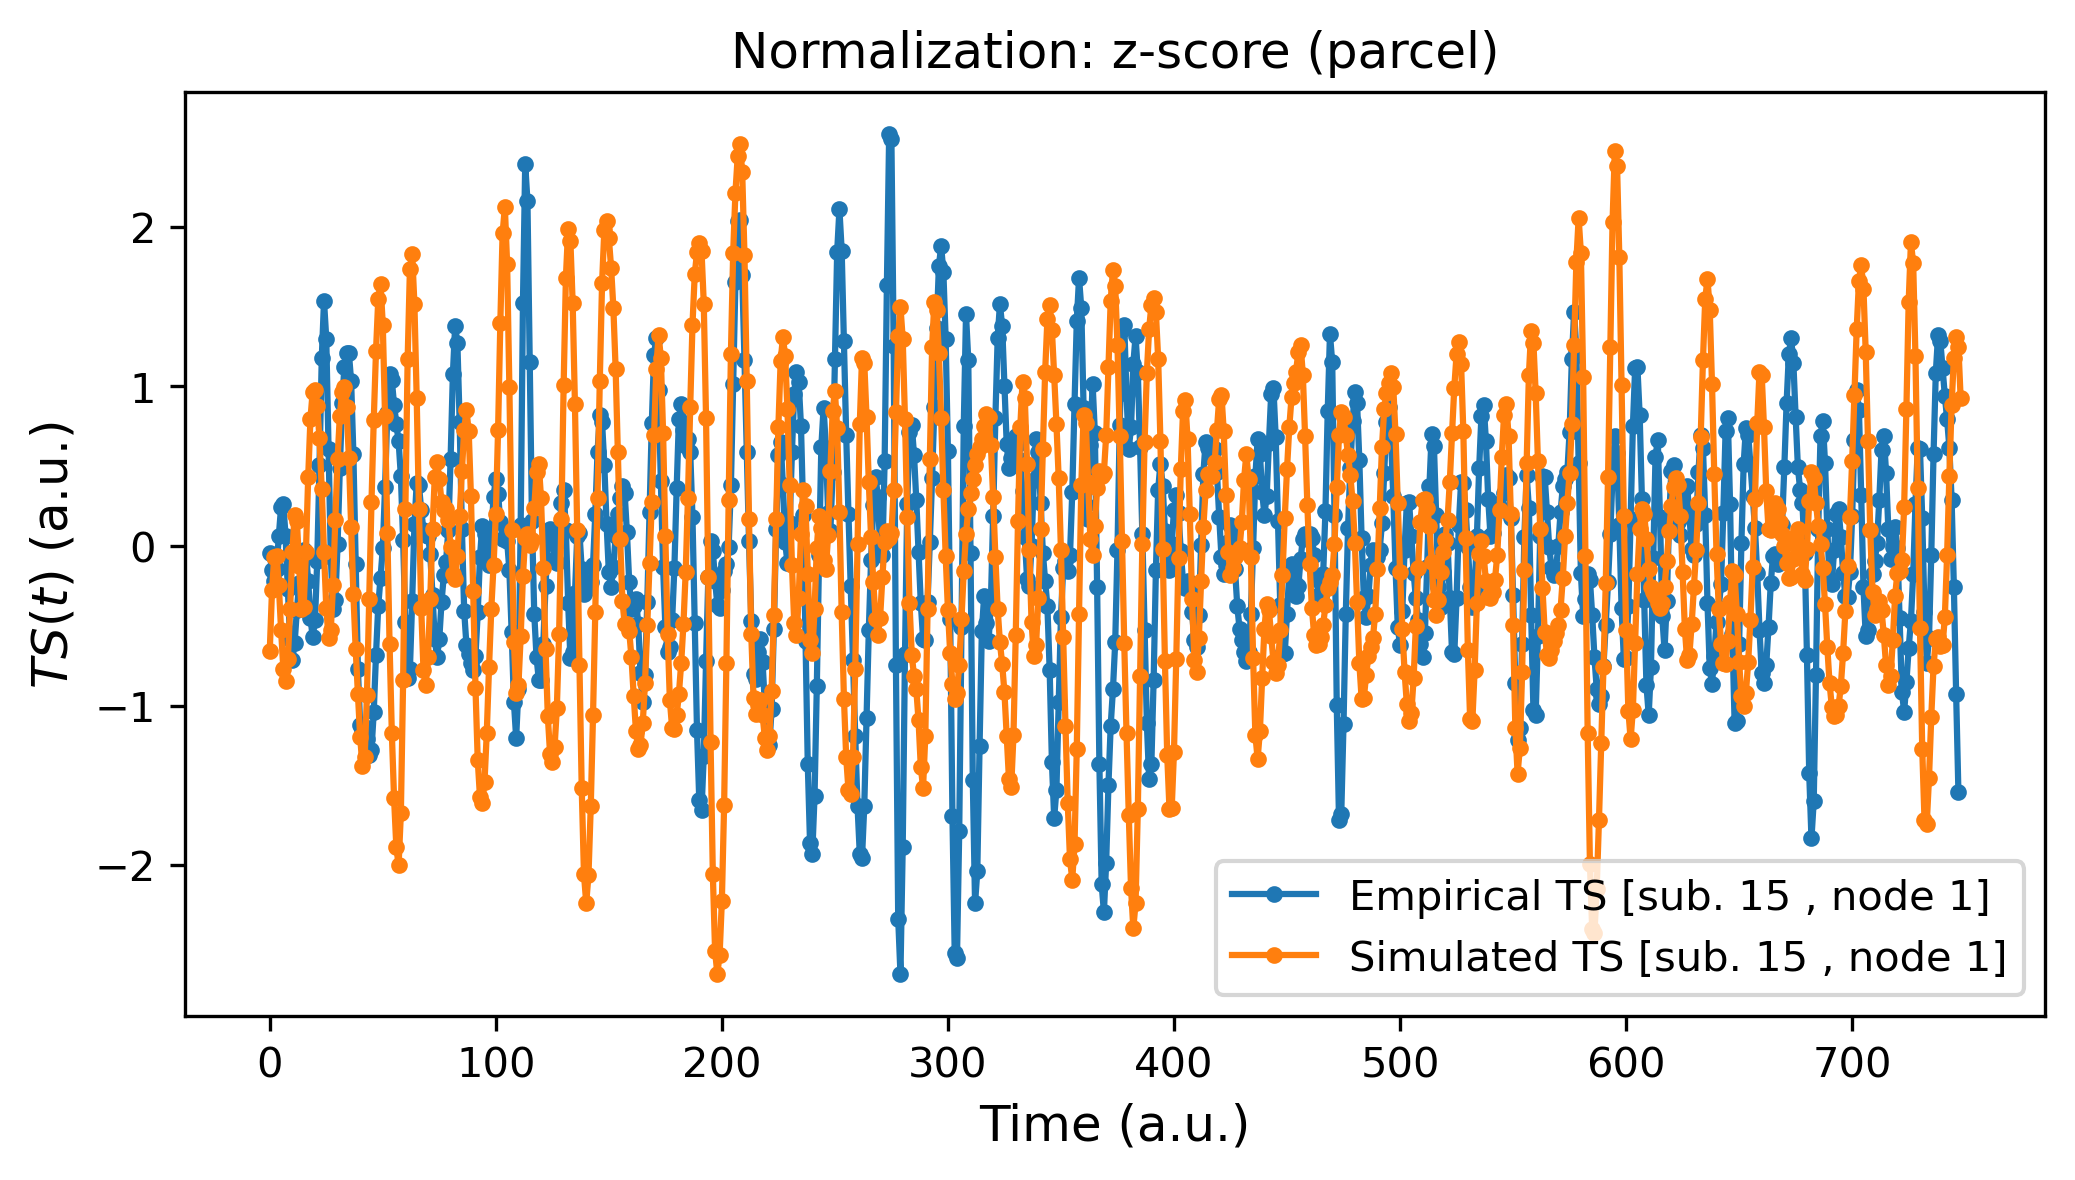 Normalization: z-score (parcel)
TS(t) (a.u.)
2
1
0
−1
−2
Empirical TS [sub. 15 , node 1]
Simulated TS [sub. 15 , node 1]
0 100 200 300 400 500 600 700
Time (a.u.)